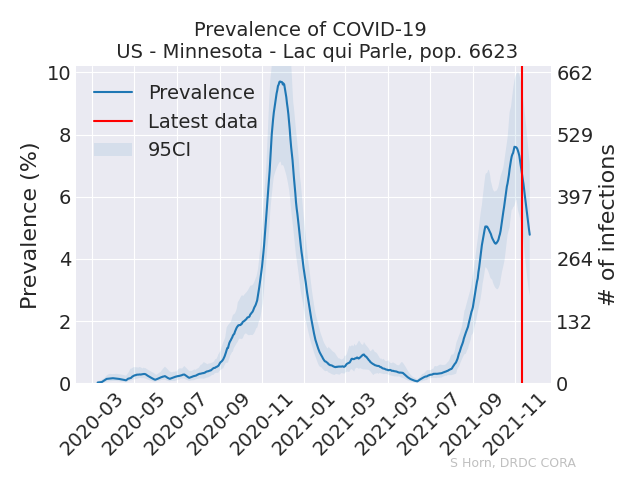 Prevalence of COVID-19
US - Minnesota - Lac qui Parle, pop. 6623
Prevalence
Latest data
95CI
Prevalence (%)
10
8
6
4
2
0
662
529
397
264
132
0
# of infections
2020-03
2020-05
2020-07
2020-09
2020-11
2021-01
2021-03
2021-05
2021-07
2021-09
2021-11
S Horn, DRDC CORA